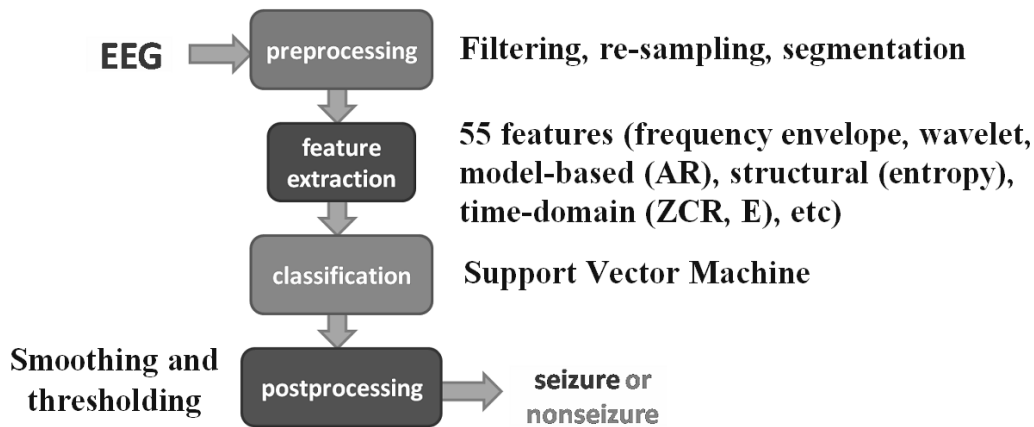 EEG
preprocessing
Filtering, re-sampling, segmentation
feature
extraction
55 features (frequency envelope, wavelet,
model-based (AR), structural (entropy),
time-domain (ZCR, E), etc)
classification
Support Vector Machine
Smoothing and
thresholding
postprocessing
seizure or
nonseizure